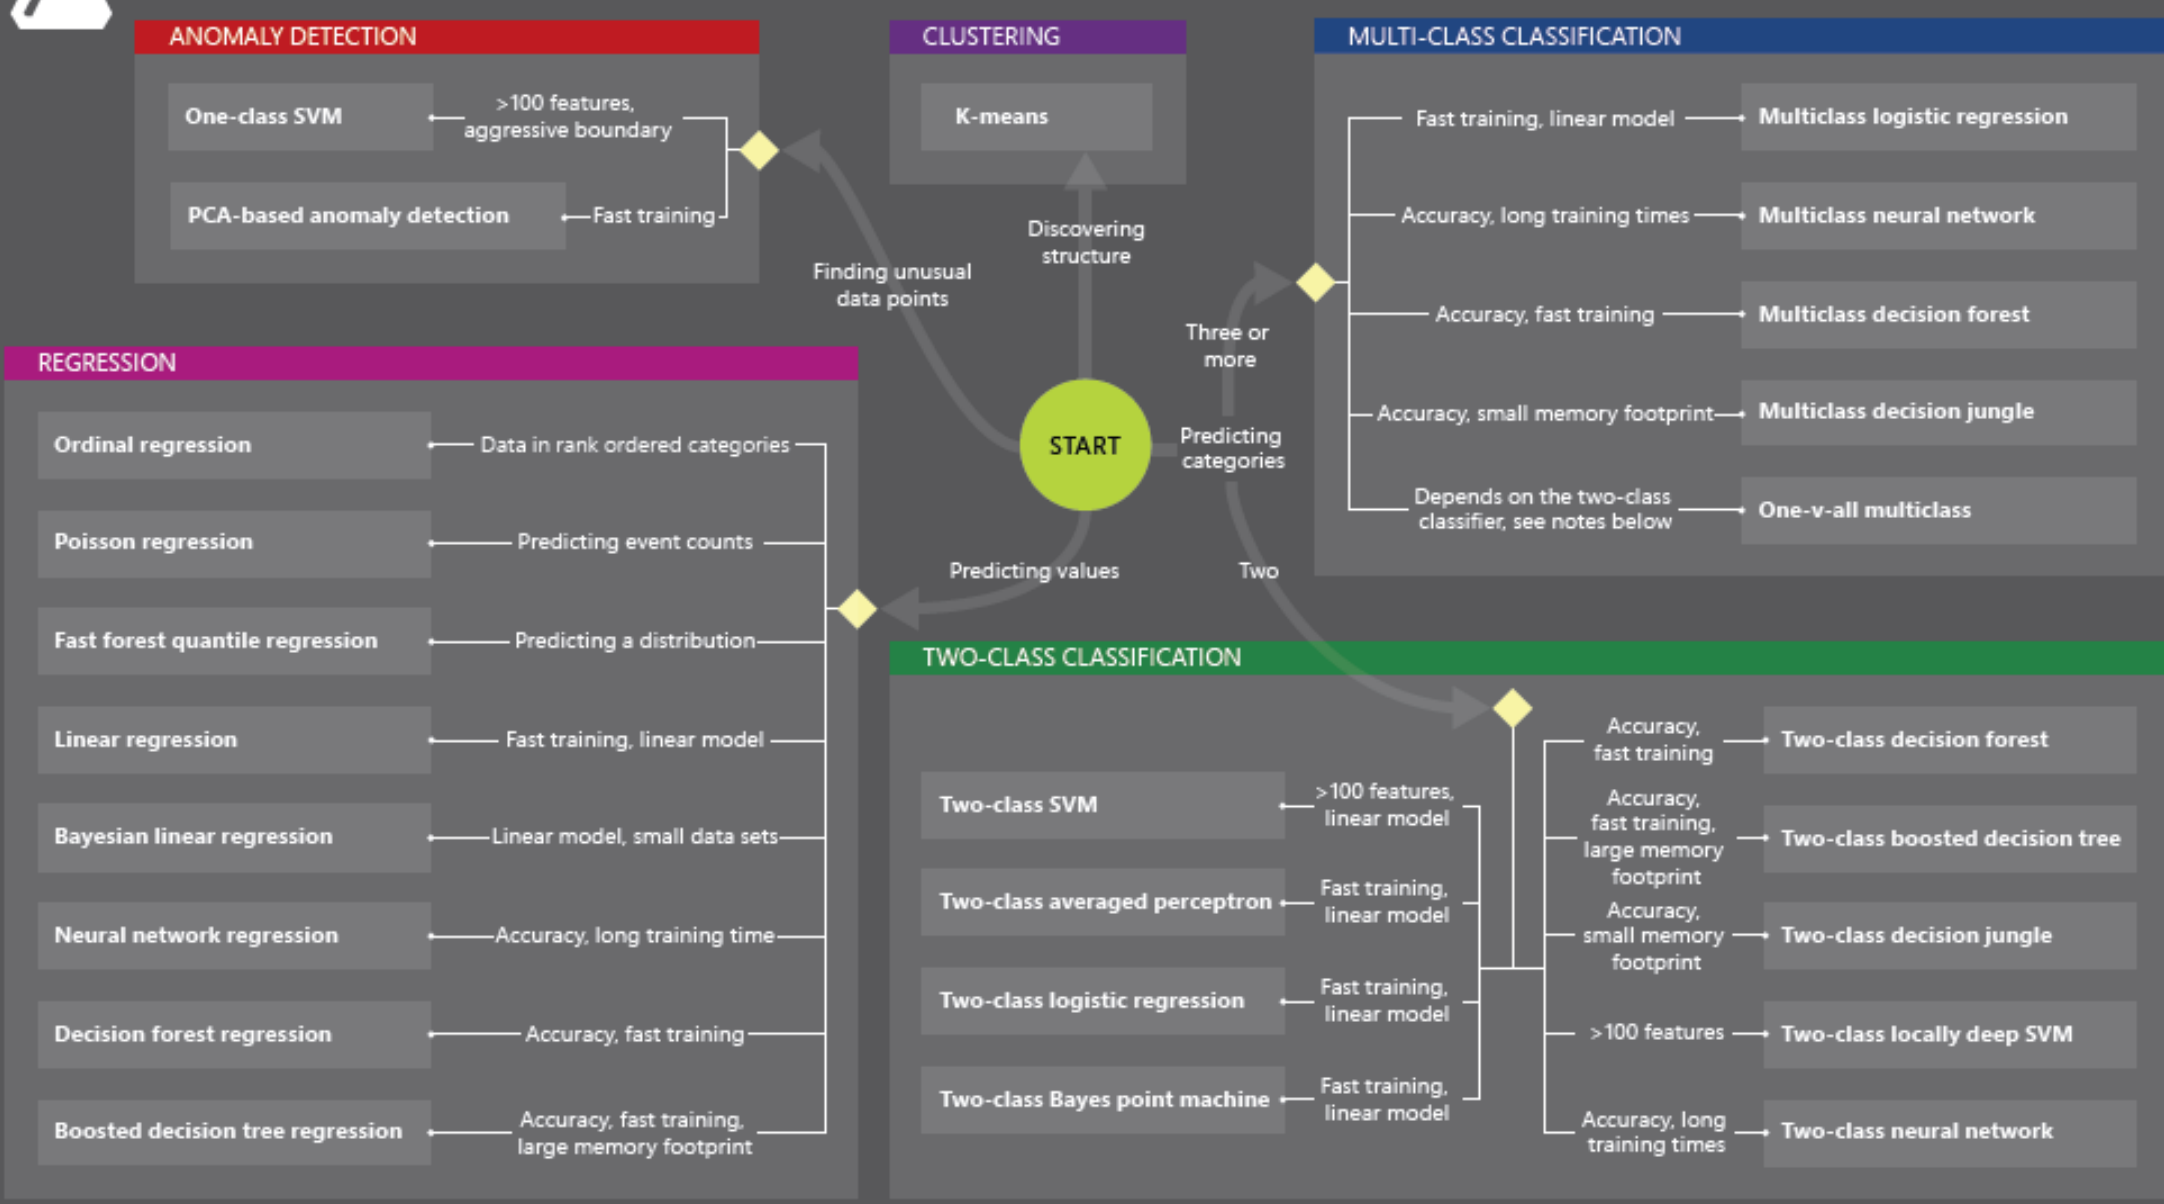 ANOMALY DETECTION
One-class SVM
>100 features,
aggressive boundary
PCA-based anomaly detection
Fast training
CLUSTERING
K-means
MULTI-CLASS CLASSIFICATION
Fast training, linear model
Multiclass logistic regression
Accuracy, long training times
Multiclass neural network
Accuracy, fast training
Multiclass decision forest
Accuracy, small memory footprint
Multiclass decision jungle
Depends on the two-class
classifier, see notes below
One-v-all multiclass
Finding unusual
data points
Discovering
structure
Three or
more
START
Predicting
categories
Predicting values
Two
REGRESSION
Ordinal regression
Data in rank ordered categories
Poisson regression
Predicting event counts
Fast forest quantile regression
Predicting a distribution
Linear regression
Fast training, linear model
Bayesian linear regression
Linear model, small data sets
Neural network regression
Accuracy, long training time
Decision forest regression
Accuracy, fast training
Boosted decision tree regression
Accuracy, fast training,
large memory footprint
TWO-CLASS CLASSIFICATION
Two-class SVM
>100 features,
linear model
Two-class averaged perceptron
Fast training,
linear model
Two-class logistic regression
Fast training,
linear model
Two-class Bayes point machine
Fast training,
linear model
Accuracy,
fast training
Two-class decision forest
Accuracy,
fast training,
large memory
footprint
Two-class boosted decision tree
Accuracy,
small memory
footprint
Two-class decision jungle
>100 features
Two-class locally deep SVM
Accuracy, long
training times
Two-class neural network